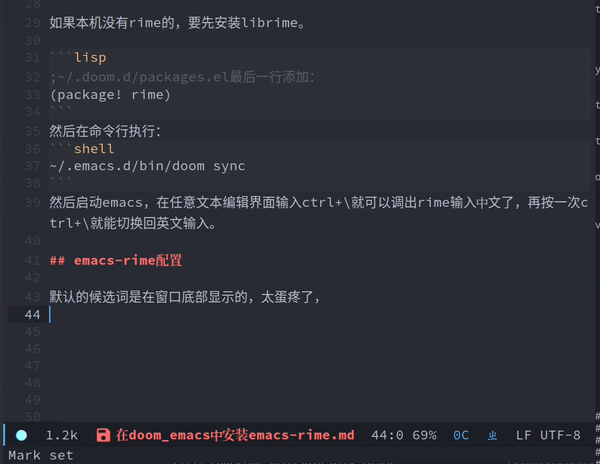 28
29 如果本机没有rime的，要先安装librime。
30
31 ```lisp
32 ;~/.doom.d/packages.el最后一行添加：
33 (package! rime)
34 ```
35 然后在命令行执行：
36 ```shell
37 ~/.emacs.d/bin/doom sync
38 ```
39 然后启动emacs，在任意文本编辑界面输入ctrl+\就可以调出rime输入中文了，再按一次c
trl+\就能切换回英文输入。
40
41 ## emacs-rime配置
42
43 默认的候选词是在窗口底部显示的，太蛋疼了，
44
45
46
47
48
49
50
1.2k 在doom_emacs中安装emacs-rime.md 44:0 69% 0C ㄓ LF UTF-8
Mark set